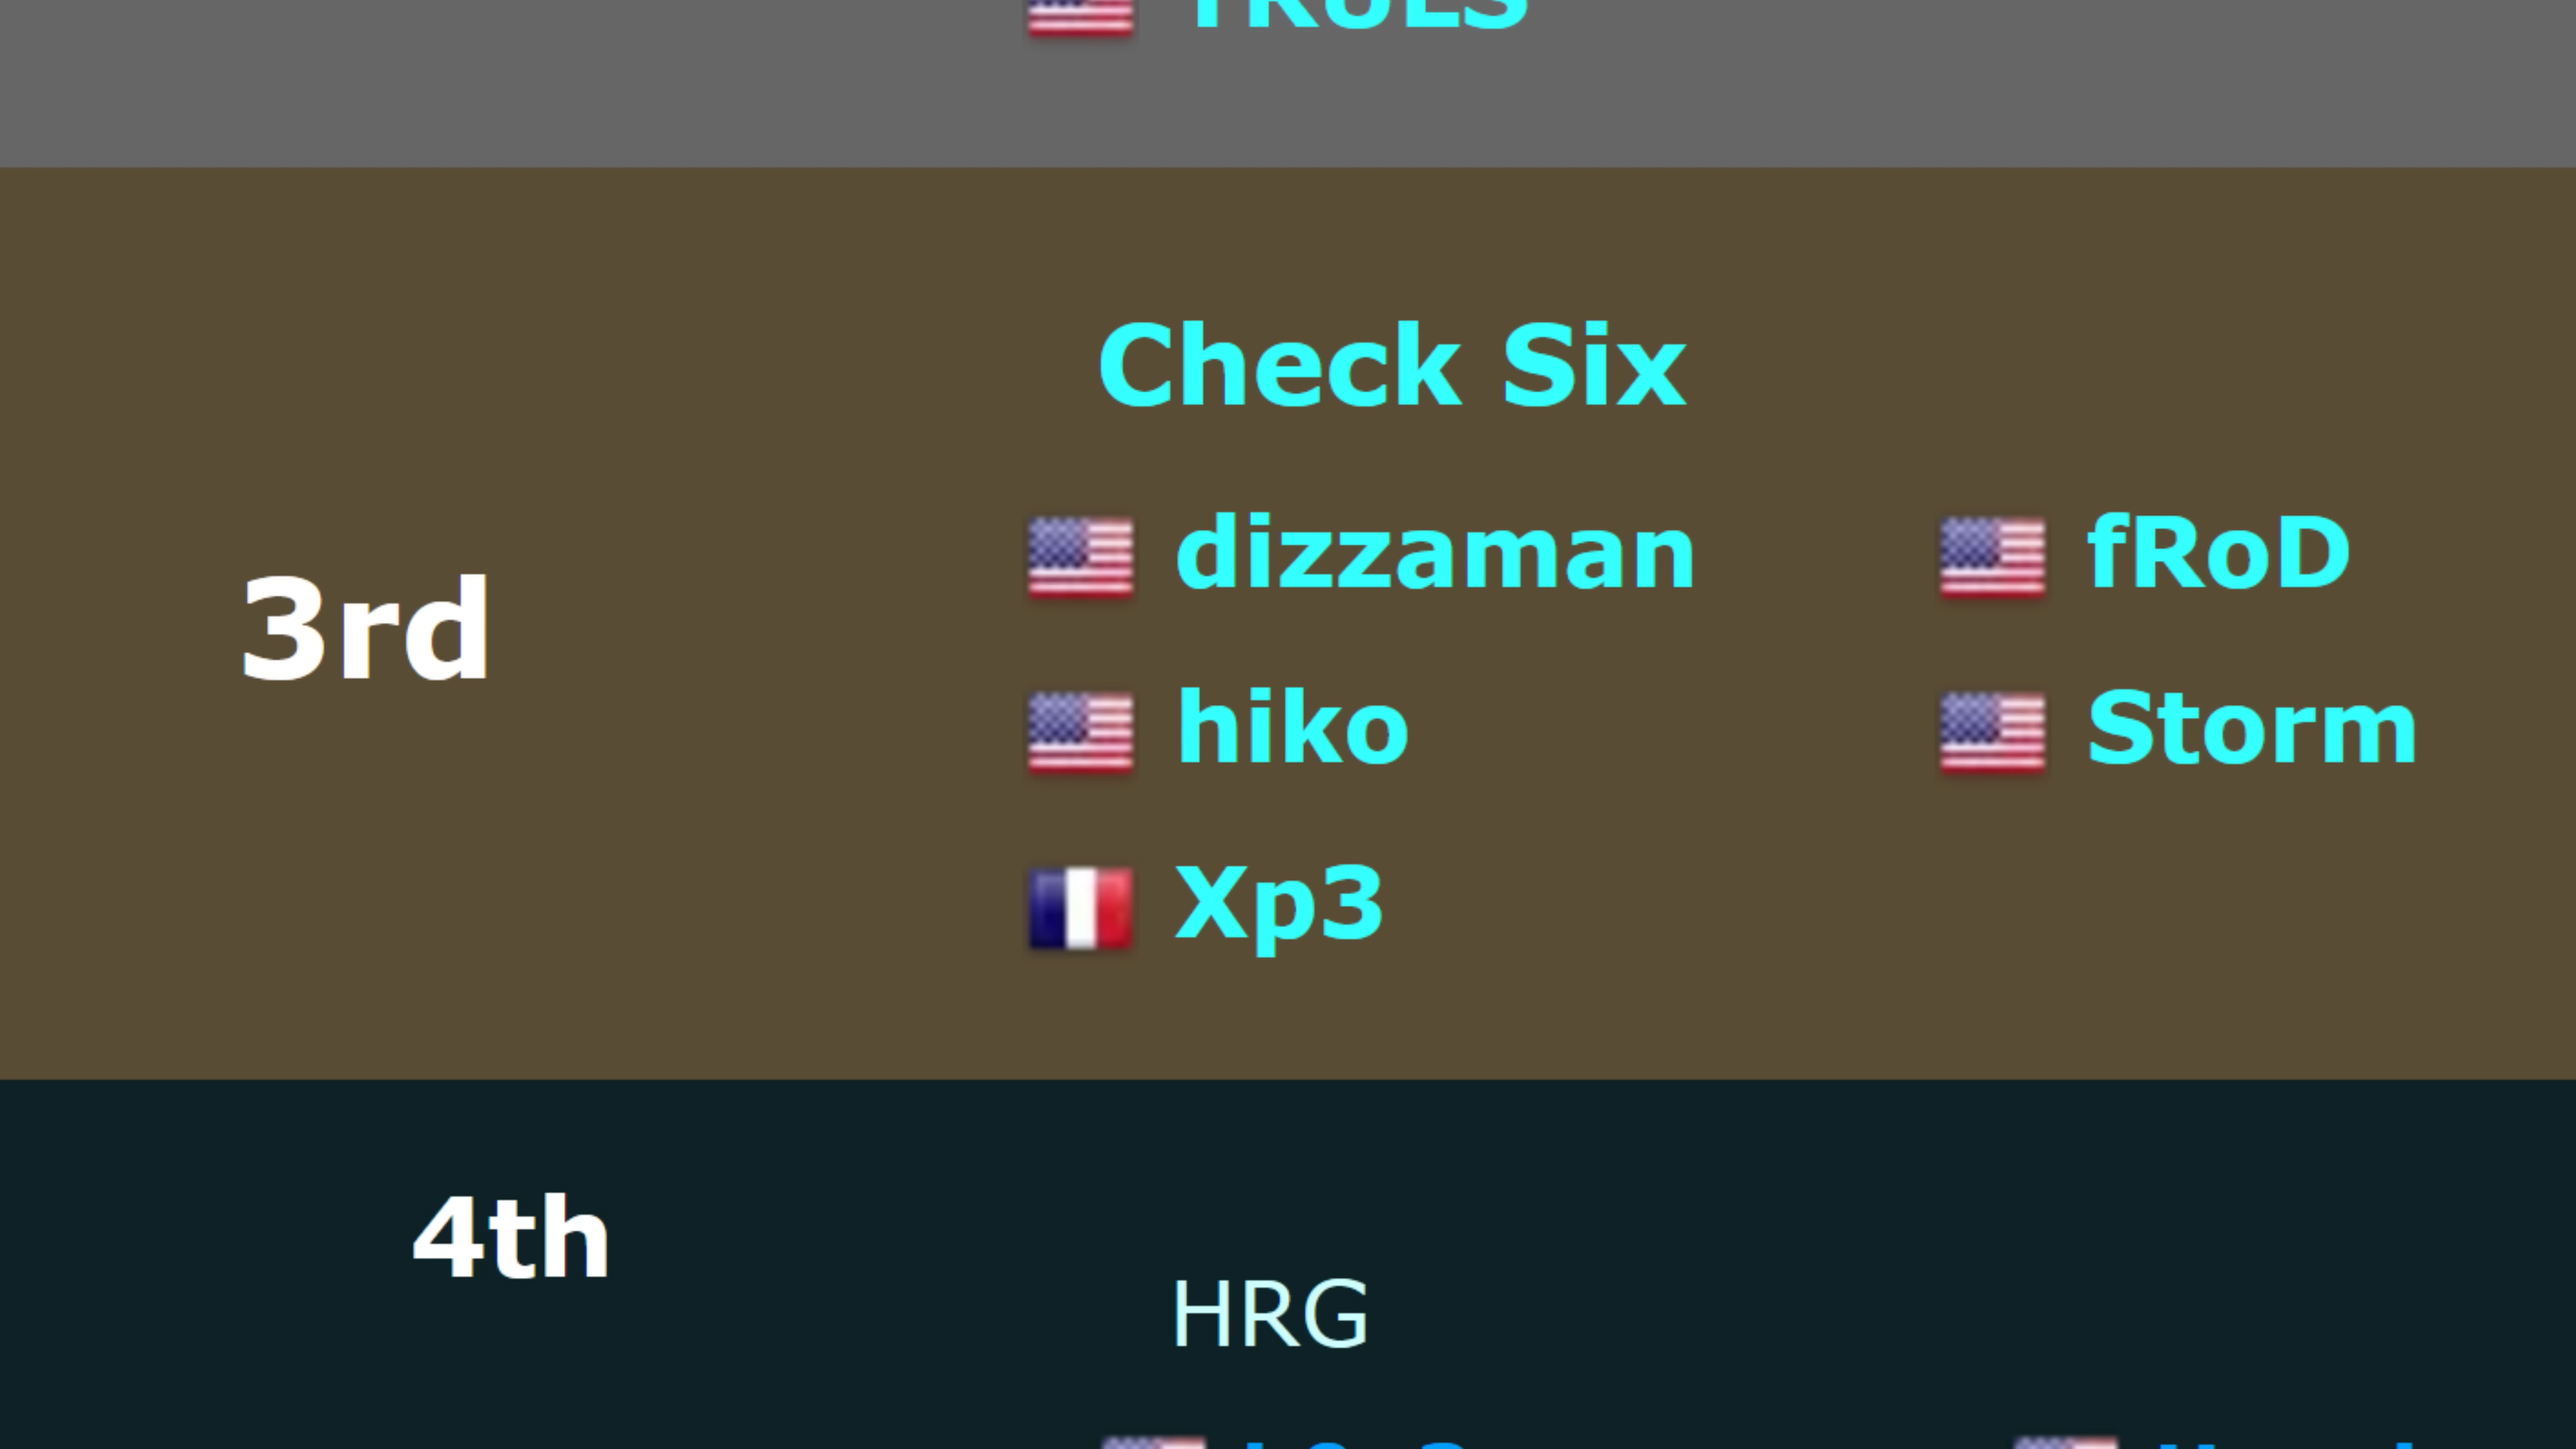 3rd
Check Six
dizzaman fRoD
hiko Storm
Xp3
4th
HRG